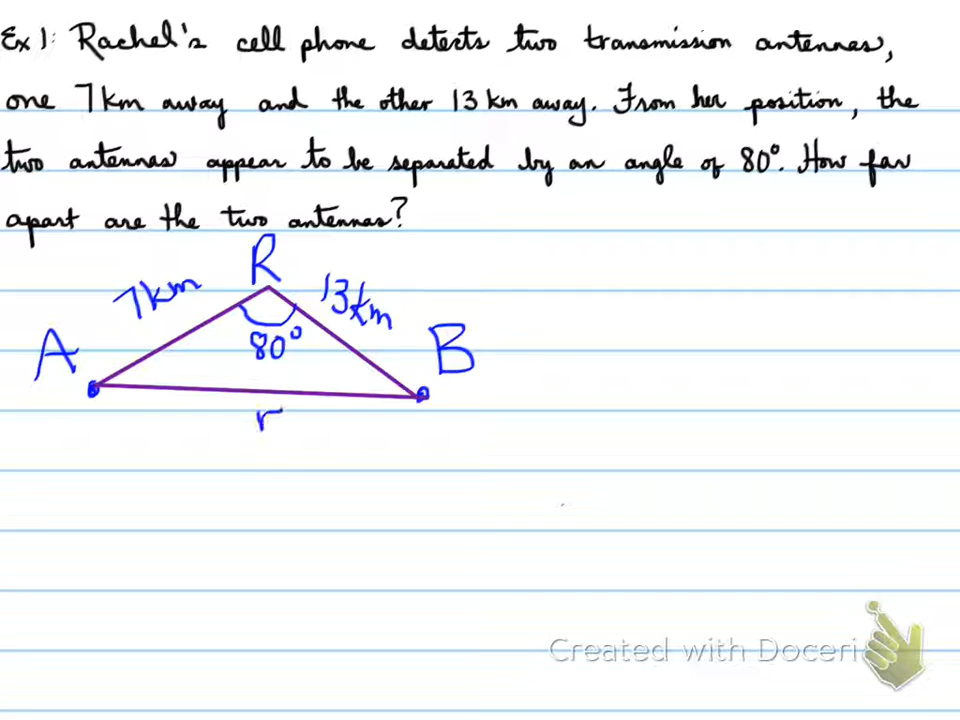 Ex 1: Rachel's cell phone detects two transmission antennas,
one 7km away and the other 13 km away. From her position, the
two antennas appear to be separated by an angle of 80°. How far
apart are the two antennas?
R
7km
13km
A
80°
B
r
Created with Doceri